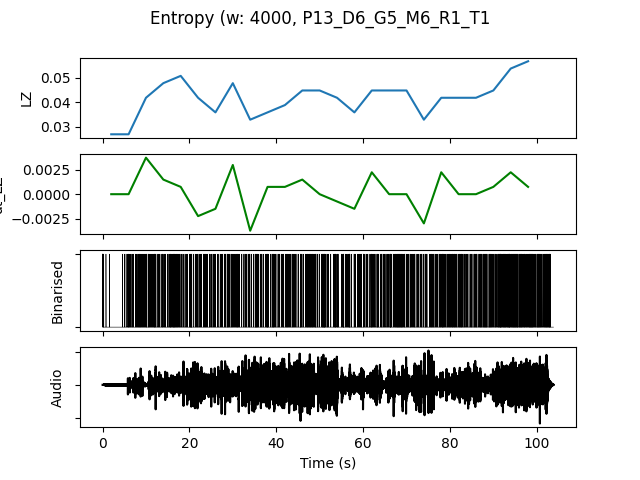 Entropy (w: 4000, P13_D6_G5_M6_R1_T1
0.05
0.04
0.03
LZ
0.0025
0.0000
−0.0025
Binarised
Audio
0 20 40 60 80 100
Time (s)